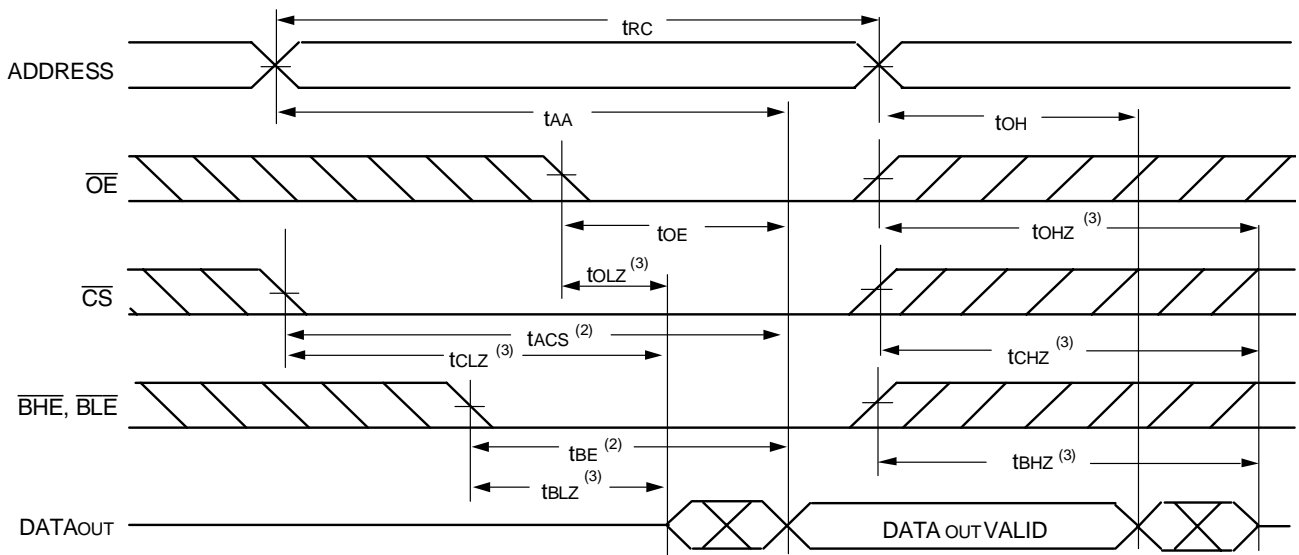 tRC
ADDRESS
tAA
tOH
OE
tOE
tOHZ (3)
tOLZ (3)
CS
tACS (2)
tCLZ (3)
tCHZ (3)
BHE, BLE
tBE (2)
tBHZ (3)
tBLZ (3)
DATAOUT
DATA OUT VALID